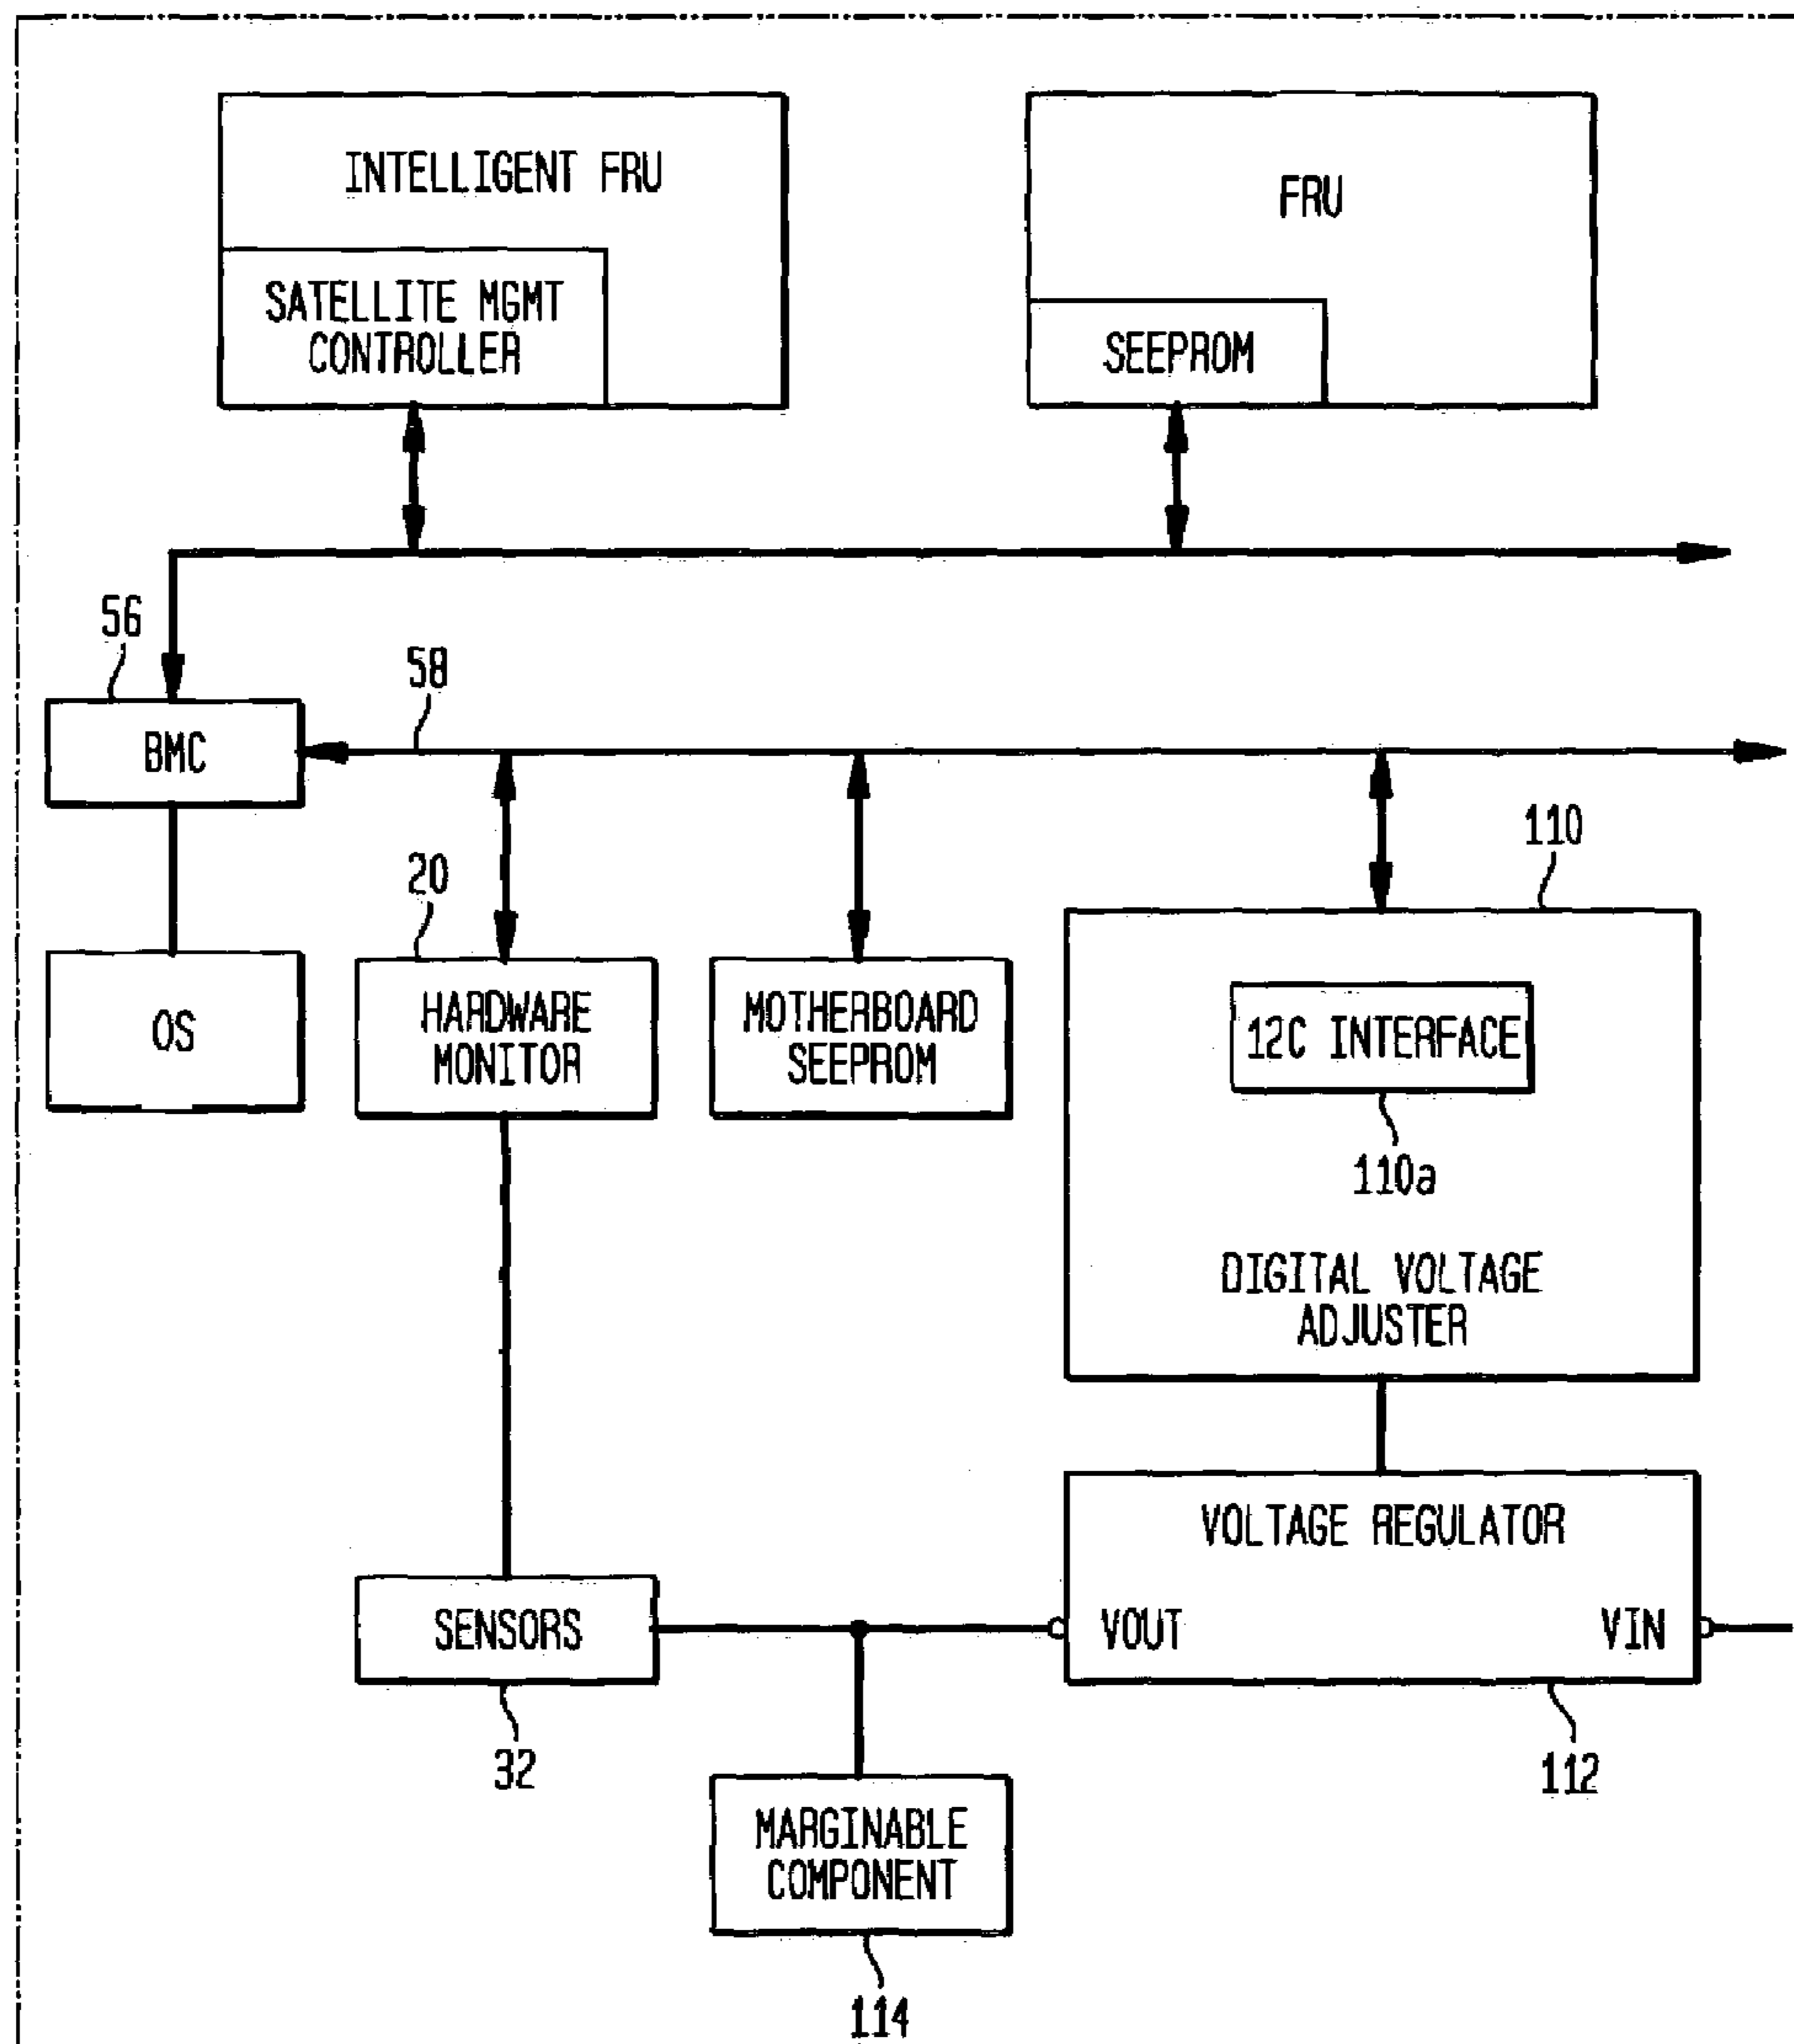 INTELLIGENT FRU
SATELLITE MGMT
CONTROLLER
FRU
SEEPROM
56
BMC
58
OS
20
HARDWARE
MONITOR
MOTHERBOARD
SEEPROM
110
12C INTERFACE
110a
DIGITAL VOLTAGE
ADJUSTER
VOLTAGE REGULATOR
VOUT
VIN
112
SENSORS
32
MARGINABLE
COMPONENT
114